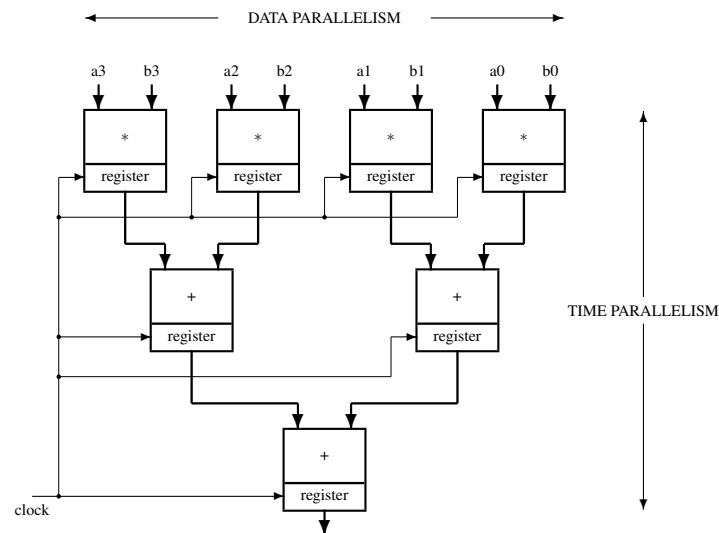 DATA PARALLELISM
a3 b3 a2 b2 a1 b1 a0 b0
* * * *
register register register register
+ +
TIME PARALLELISM
register register
+
register
clock